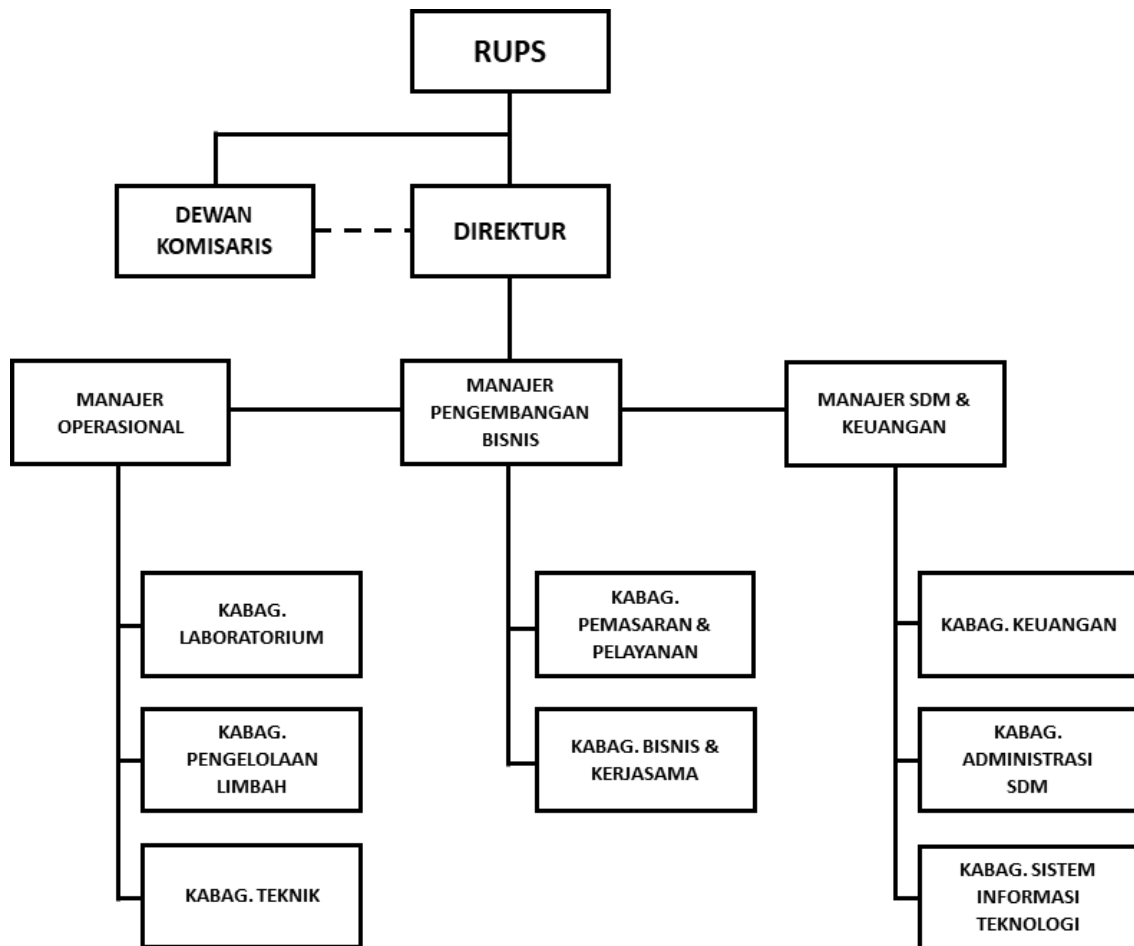 RUPS
DEWAN
KOMISARIS
DIREKTUR
MANAJER
OPERASIONAL
MANAJER
PENGEMBANGAN
BISNIS
MANAJER SDM &
KEUANGAN
KABAG.
LABORATORIUM
KABAG.
PENGELOLAAN
LIMBAH
KABAG. TEKNIK
KABAG.
PEMASARAN &
PELAYANAN
KABAG. BISNIS &
KERJASAMA
KABAG. KEUANGAN
KABAG.
ADMINISTRASI
SDM
KABAG. SISTEM
INFORMASI
TEKNOLOGI